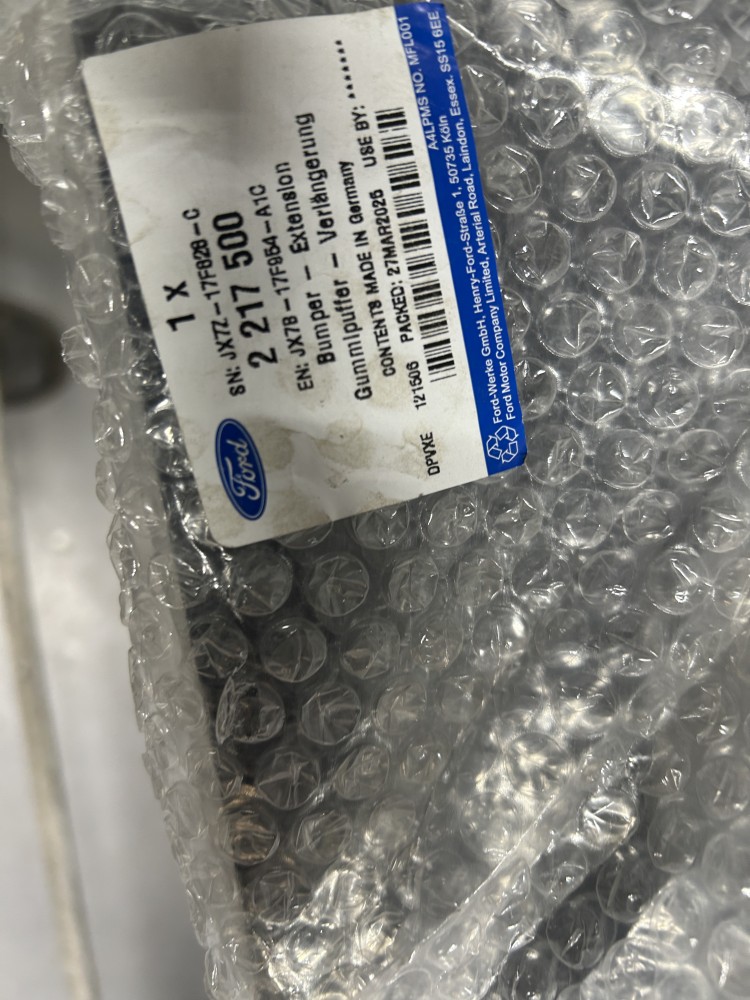 1 X
SN: JX7Z-17F828-C
2 217 500
EN: JX7B-17F954-A1C
Bumper - Extension
Gummipuffer - Verlängerung
CONTENTS MADE IN Germany
PACKED: 27MAR2025 USE BY: *******
121506
DPVXE
Ford
A4LPMS NO. MFL001
Ford-Werke GmbH, Henry-Ford-Straße 1, 50735 Köln
Ford Motor Company Limited, Arterial Road, Laindon, Essex. SS15 6EE